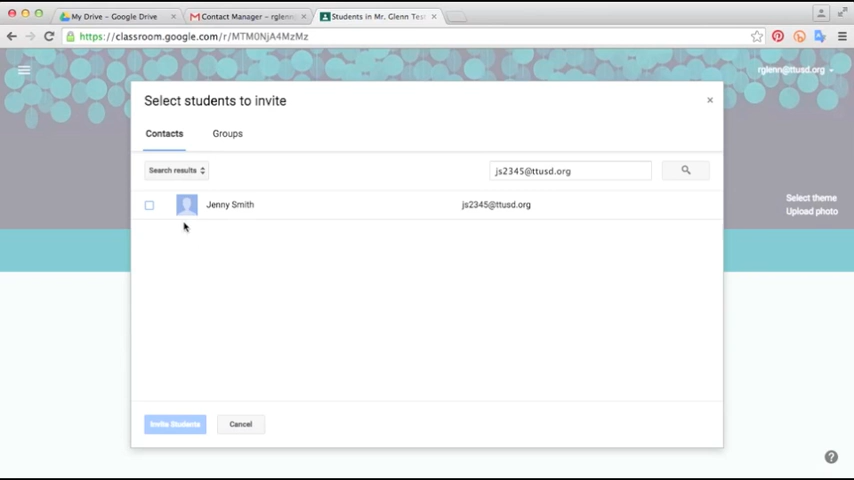 My Drive – Google Drive
Contact Manager – rglenn
Students in Mr. Glenn Test
https://classroom.google.com/r/MTM0NjA4MzMz
rglenn@ttusd.org
Select students to invite
Contacts
Groups
Search results
js2345@ttusd.org
Jenny Smith
js2345@ttusd.org
Select theme
Upload photo
Invite Students
Cancel